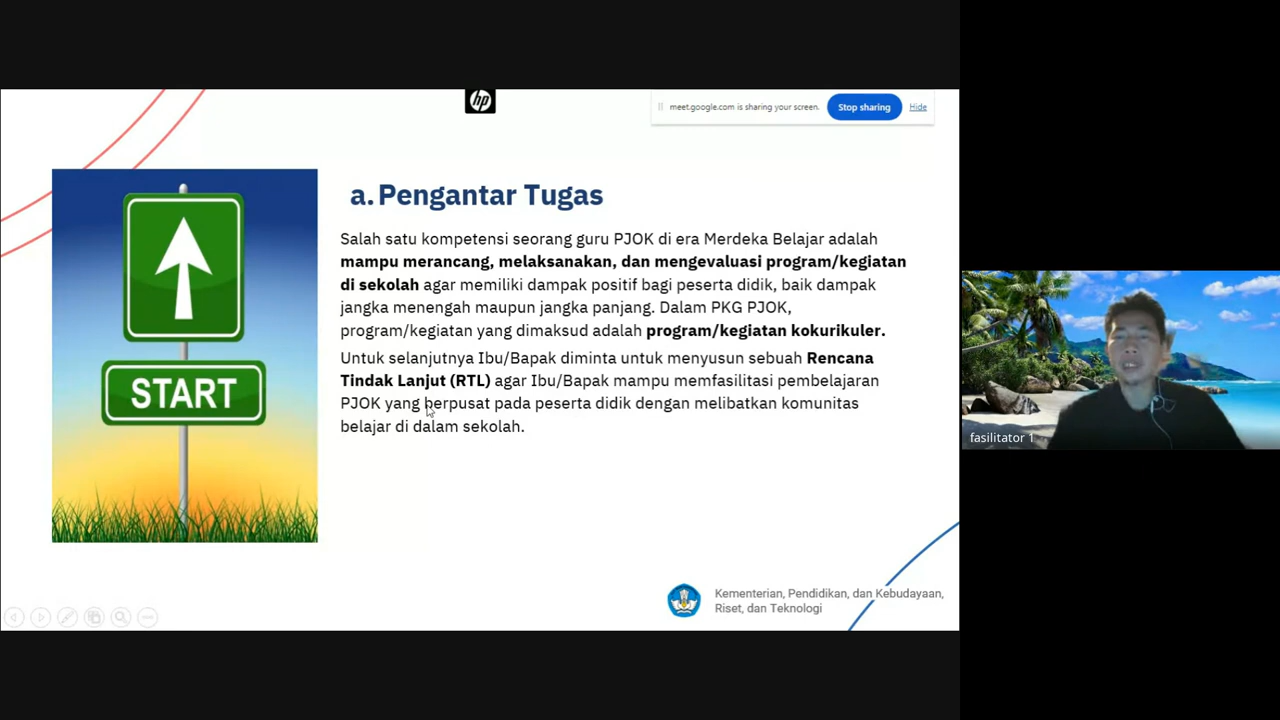 hp
meet.google.com is sharing your screen.
Stop sharing
Hide
a. Pengantar Tugas
Salah satu kompetensi seorang guru PJOK di era Merdeka Belajar adalah
mampu merancang, melaksanakan, dan mengevaluasi program/kegiatan
di sekolah agar memiliki dampak positif bagi peserta didik, baik dampak
jangka menengah maupun jangka panjang. Dalam PKG PJOK,
program/kegiatan yang dimaksud adalah program/kegiatan kokurikuler.
Untuk selanjutnya Ibu/Bapak diminta untuk menyusun sebuah Rencana
Tindak Lanjut (RTL) agar Ibu/Bapak mampu memfasilitasi pembelajaran
PJOK yang berpusat pada peserta didik dengan melibatkan komunitas
belajar di dalam sekolah.
START
Kementerian, Pendidikan, dan Kebudayaan,
Riset, dan Teknologi
fasilitator 1